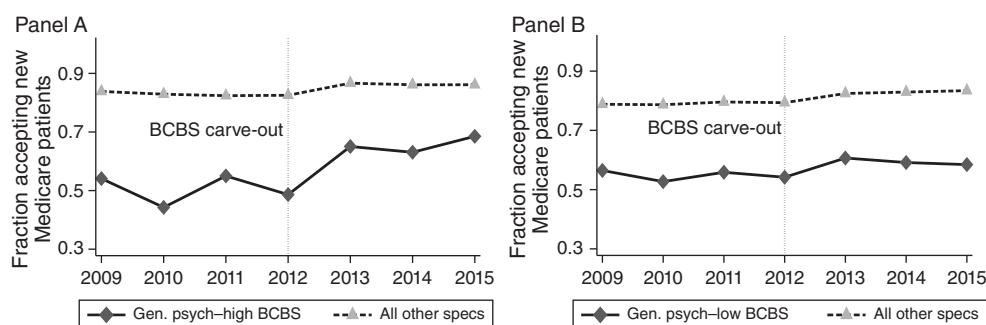 Panel A
Fraction accepting new
Medicare patients
0.9
0.7
0.5
0.3
BCBS carve-out
2009 2010 2011 2012 2013 2014 2015
Gen. psych–high BCBS All other specs
Panel B
Fraction accepting new
Medicare patients
0.9
0.7
0.5
0.3
BCBS carve-out
2009 2010 2011 2012 2013 2014 2015
Gen. psych–low BCBS All other specs